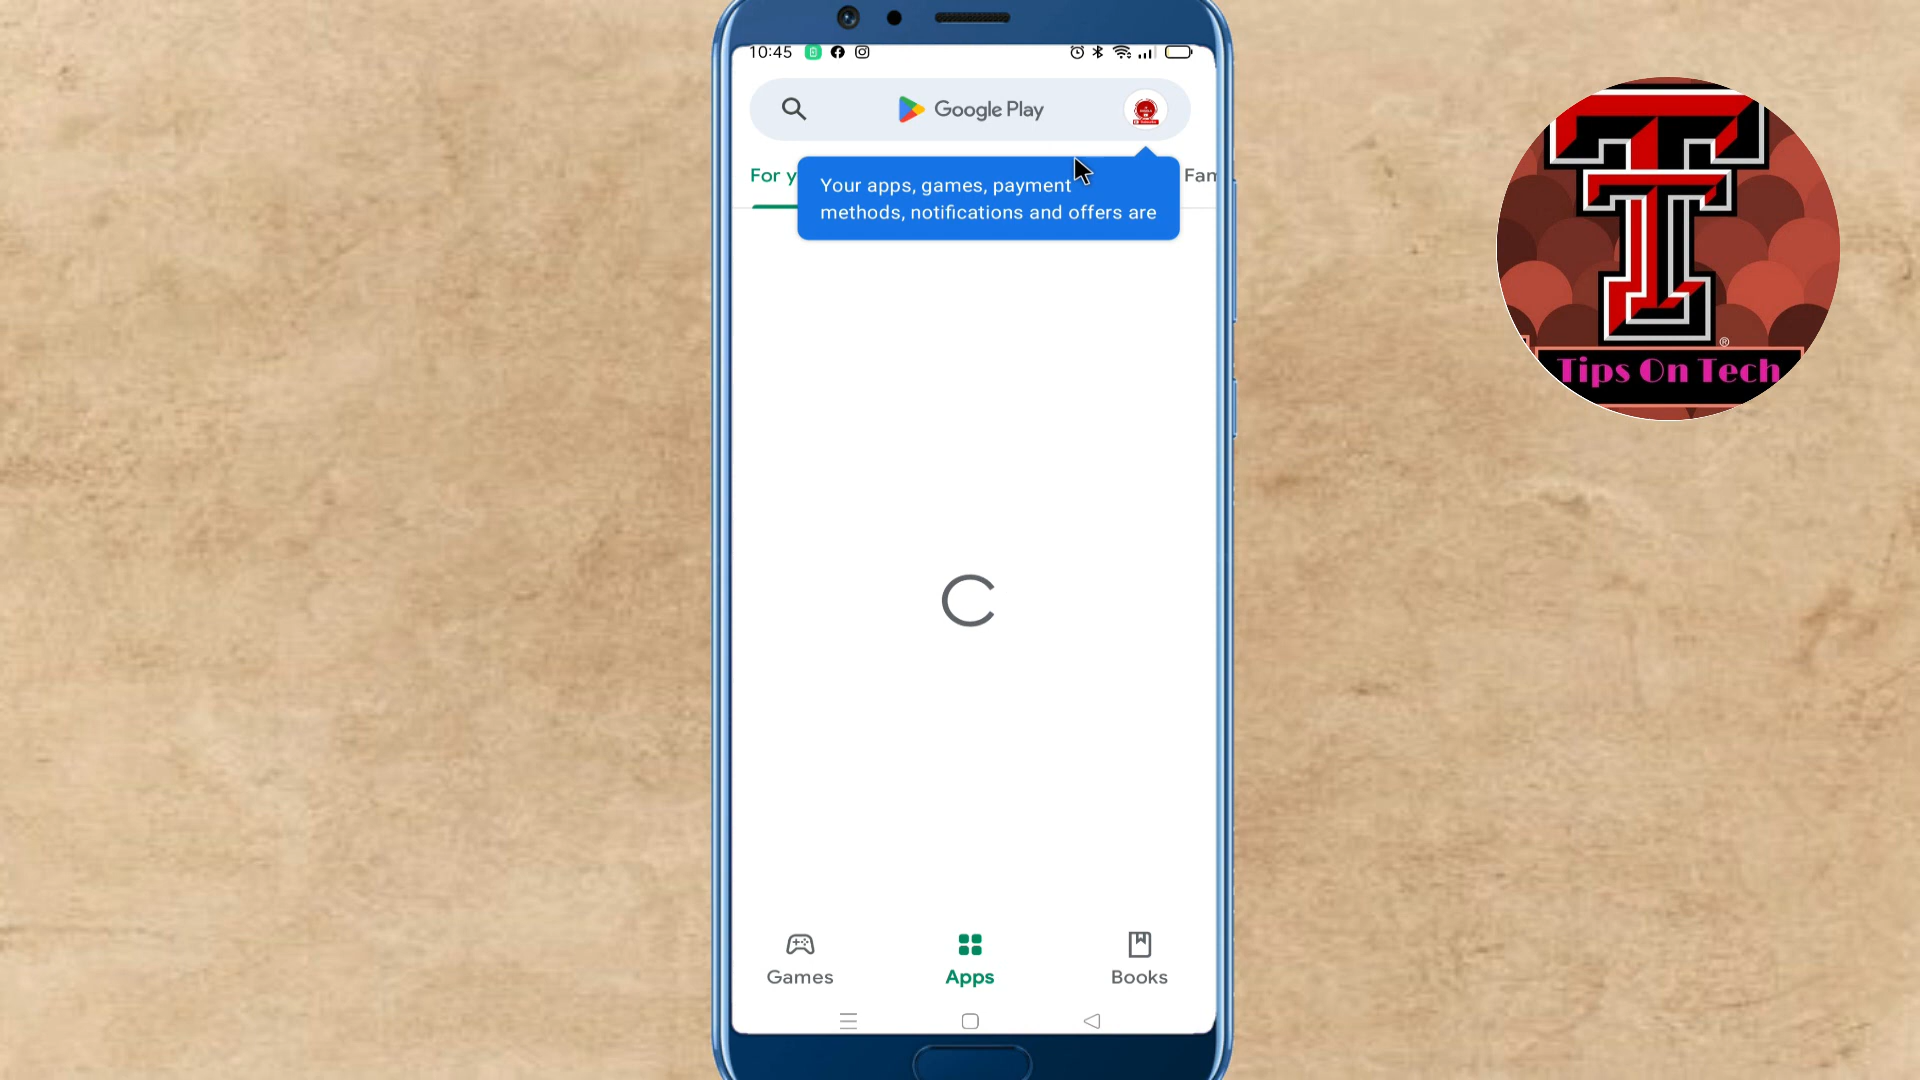 10:45
Google Play
For y
Fam
Your apps, games, payment
methods, notifications and offers are
Games
Apps
Books
Tips On Tech